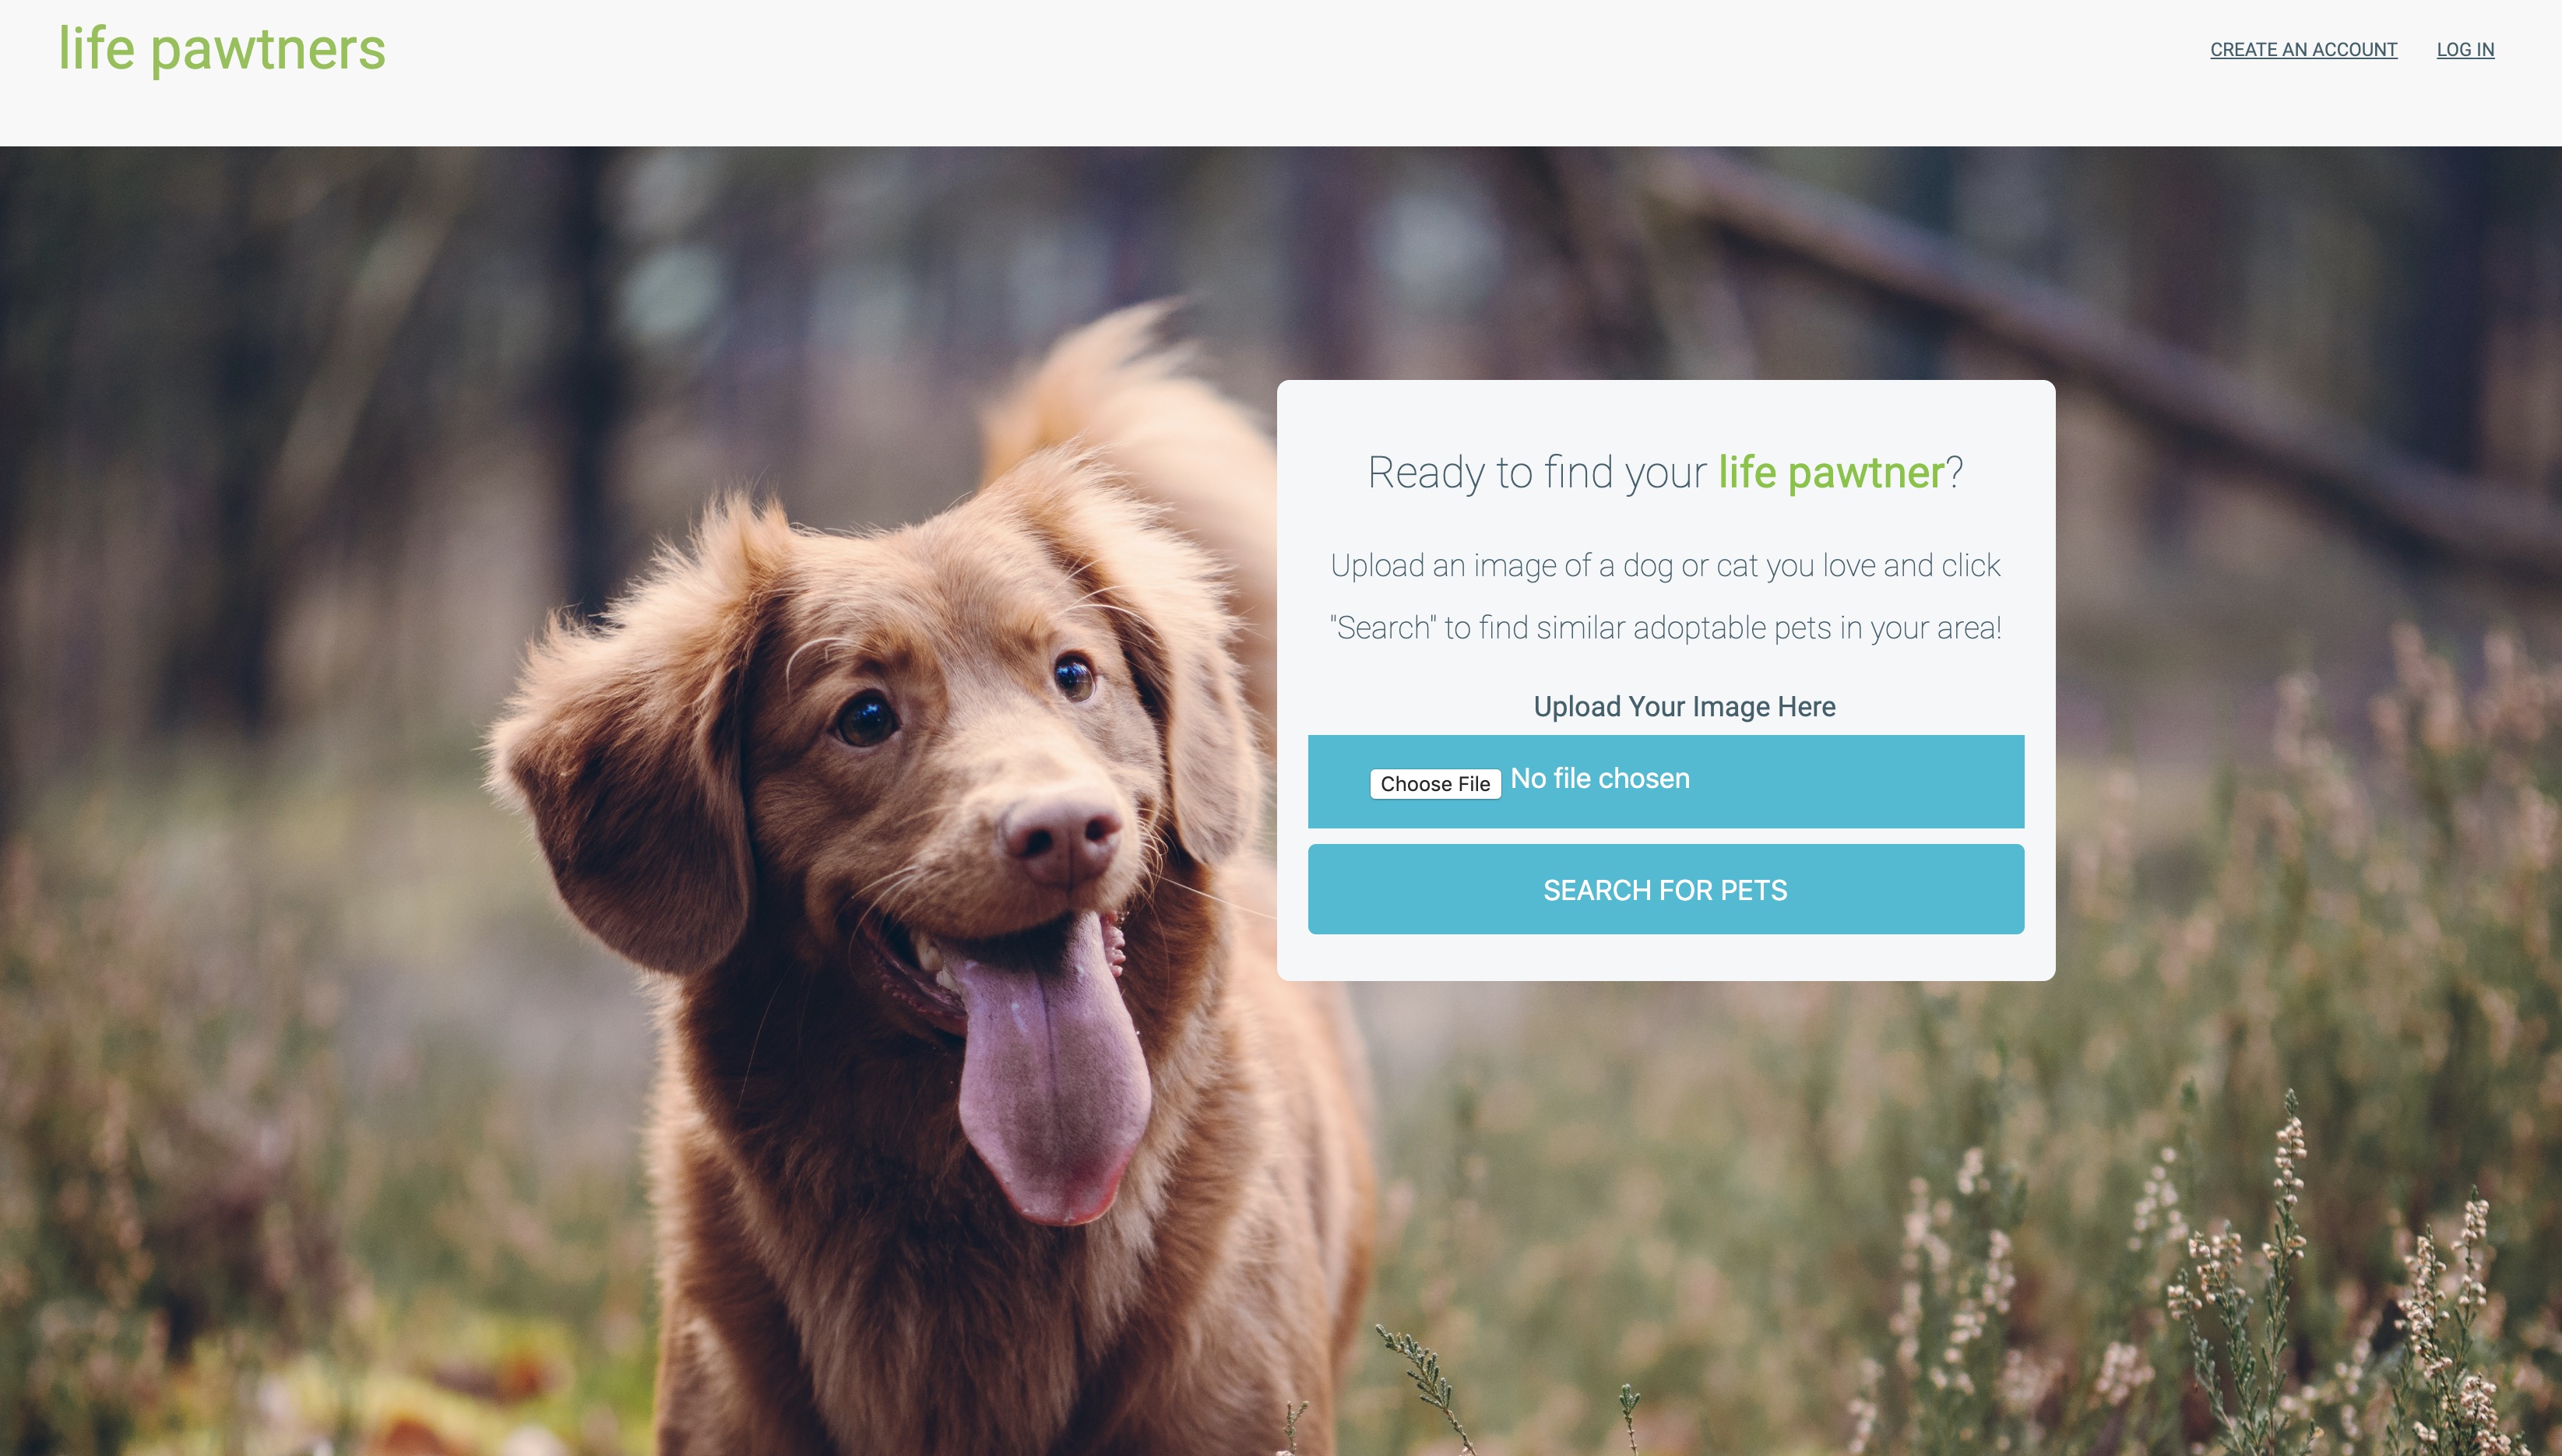 life pawtners
CREATE AN ACCOUNT LOG IN
Ready to find your life pawtner?
Upload an image of a dog or cat you love and click
"Search" to find similar adoptable pets in your area!
Upload Your Image Here
Choose File No file chosen
SEARCH FOR PETS